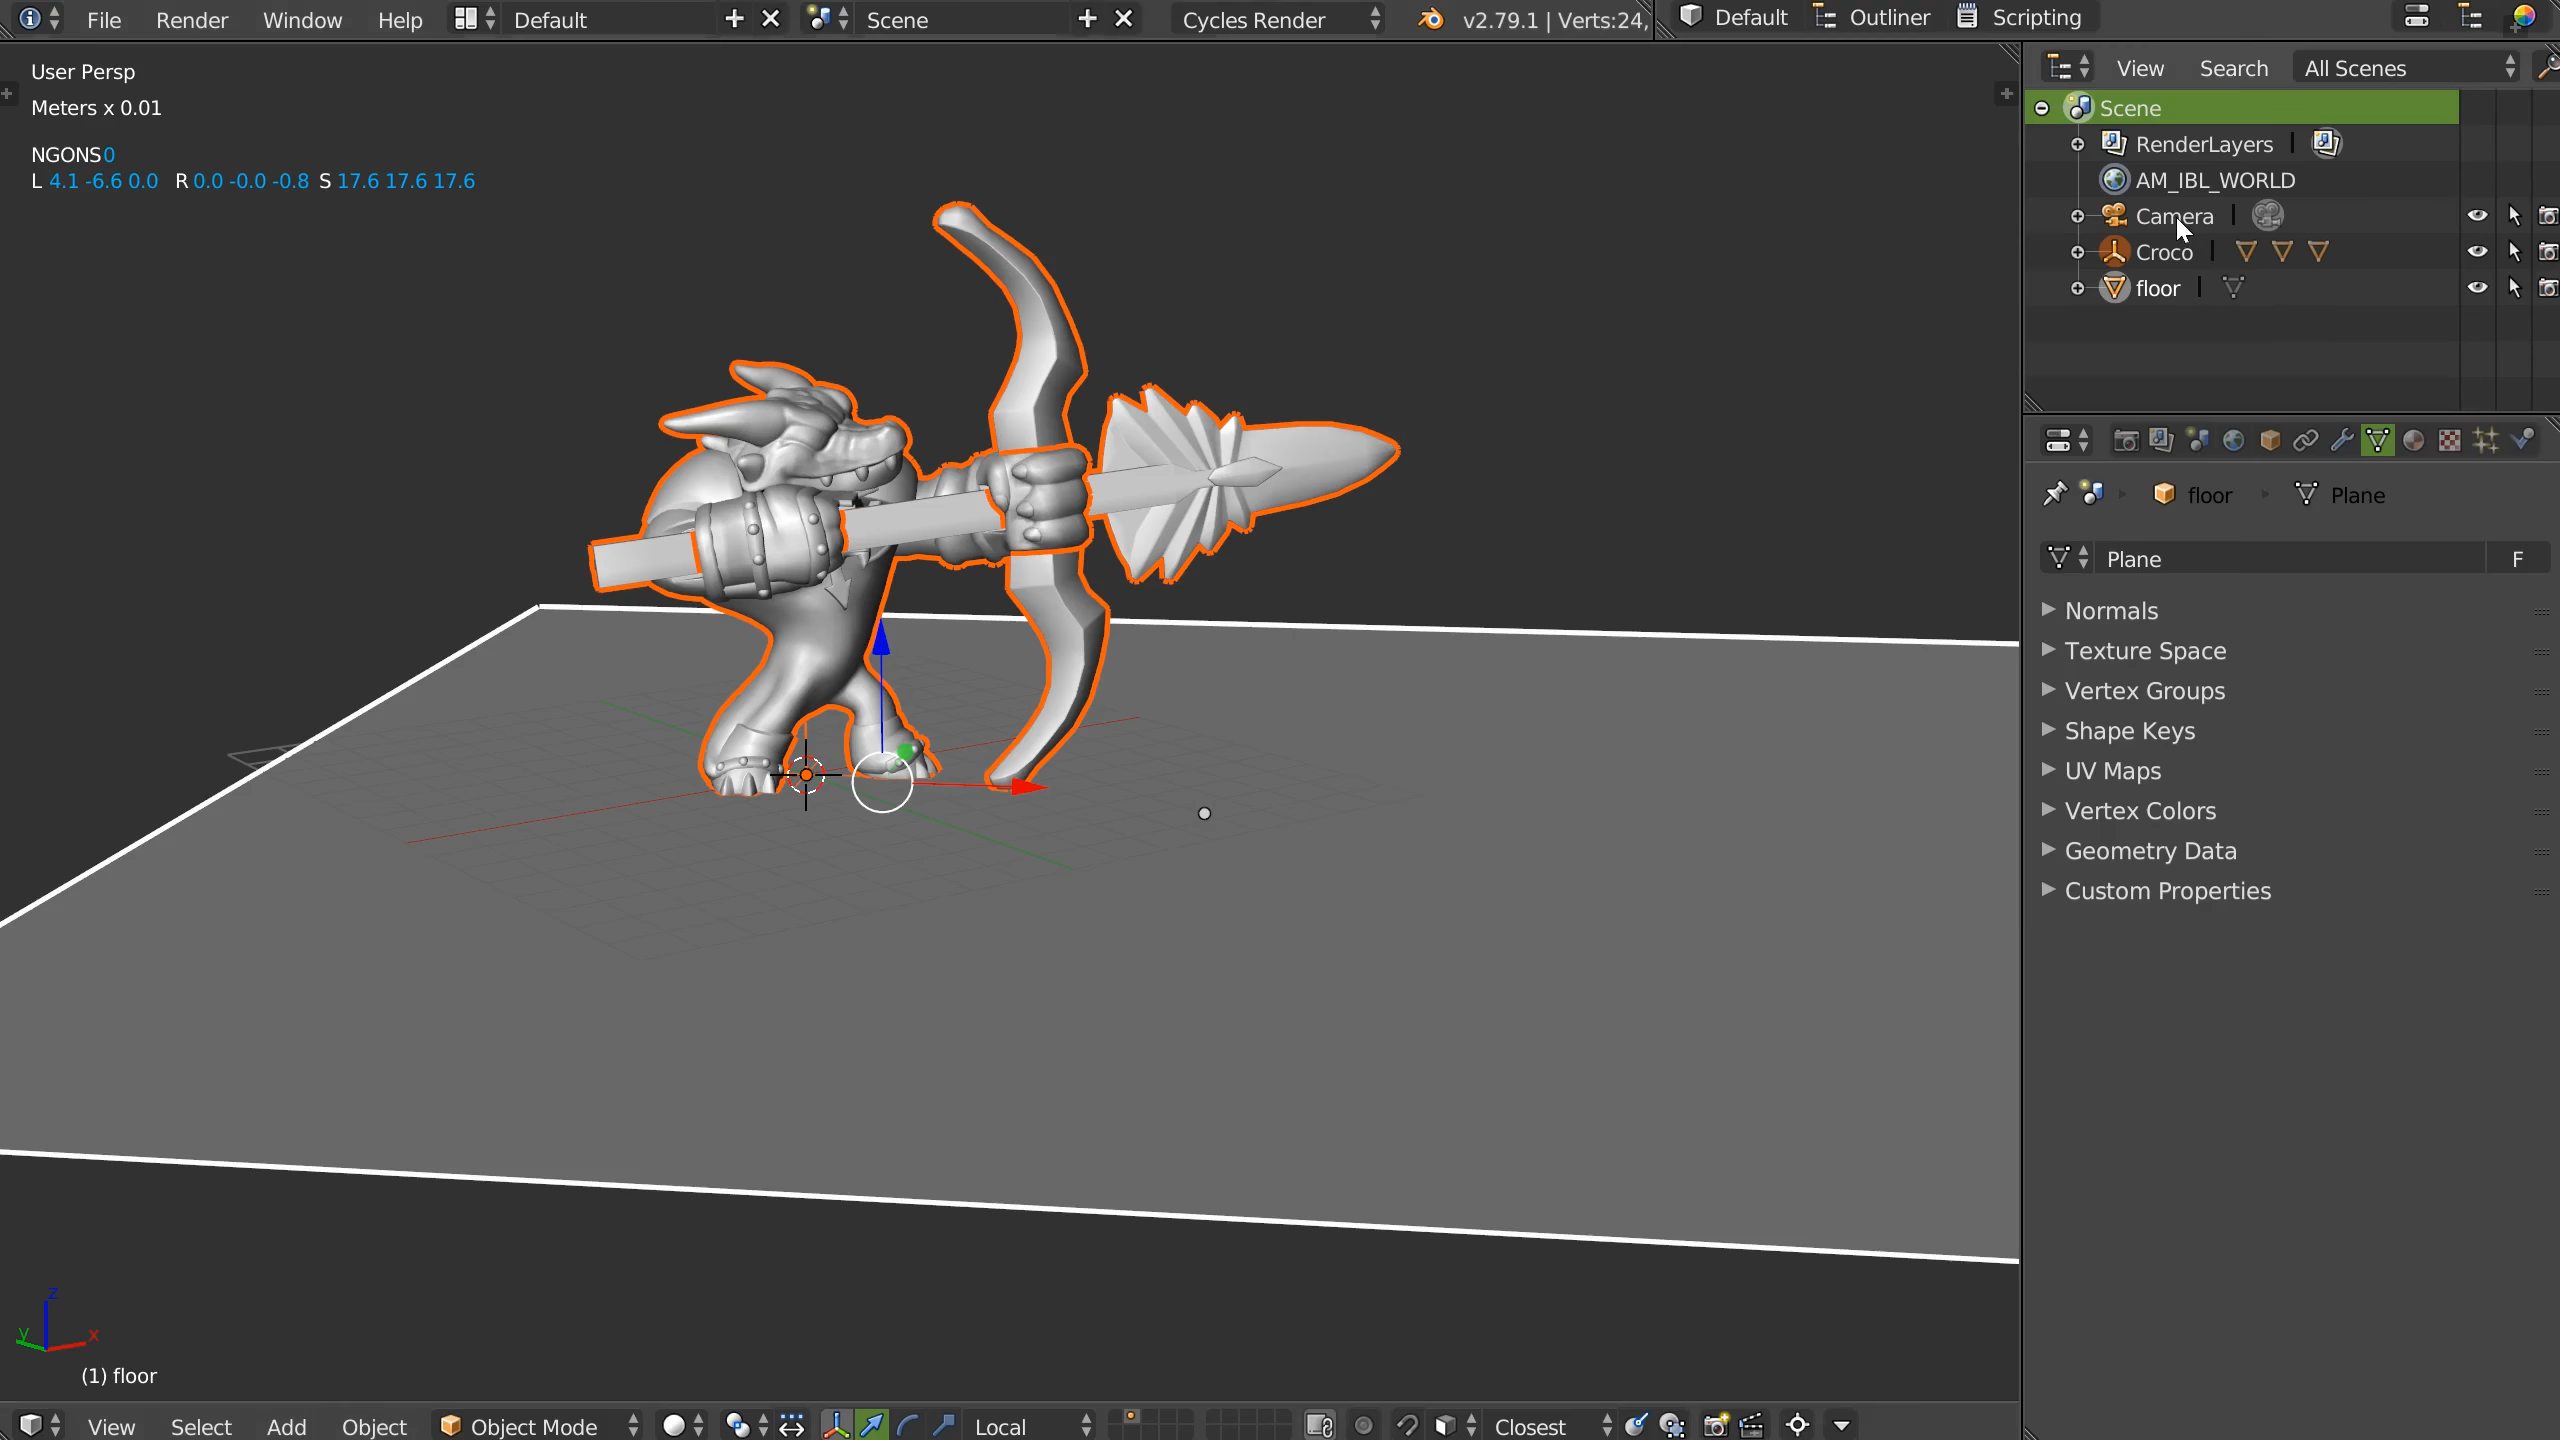 File Render Window Help Default Scene Cycles Render v2.79.1 | Verts:24, Default Outliner Scripting
User Persp
Meters x 0.01
NGONS0
L 4.1 -6.6 0.0 R 0.0 -0.0 -0.8 S 17.6 17.6 17.6
z
y x
(1) floor
View Select Add Object Object Mode Local Closest
View Search All Scenes
Scene
RenderLayers |
AM_IBL_WORLD
Camera |
Croco |
floor |
floor Plane
Plane F
Normals
Texture Space
Vertex Groups
Shape Keys
UV Maps
Vertex Colors
Geometry Data
Custom Properties